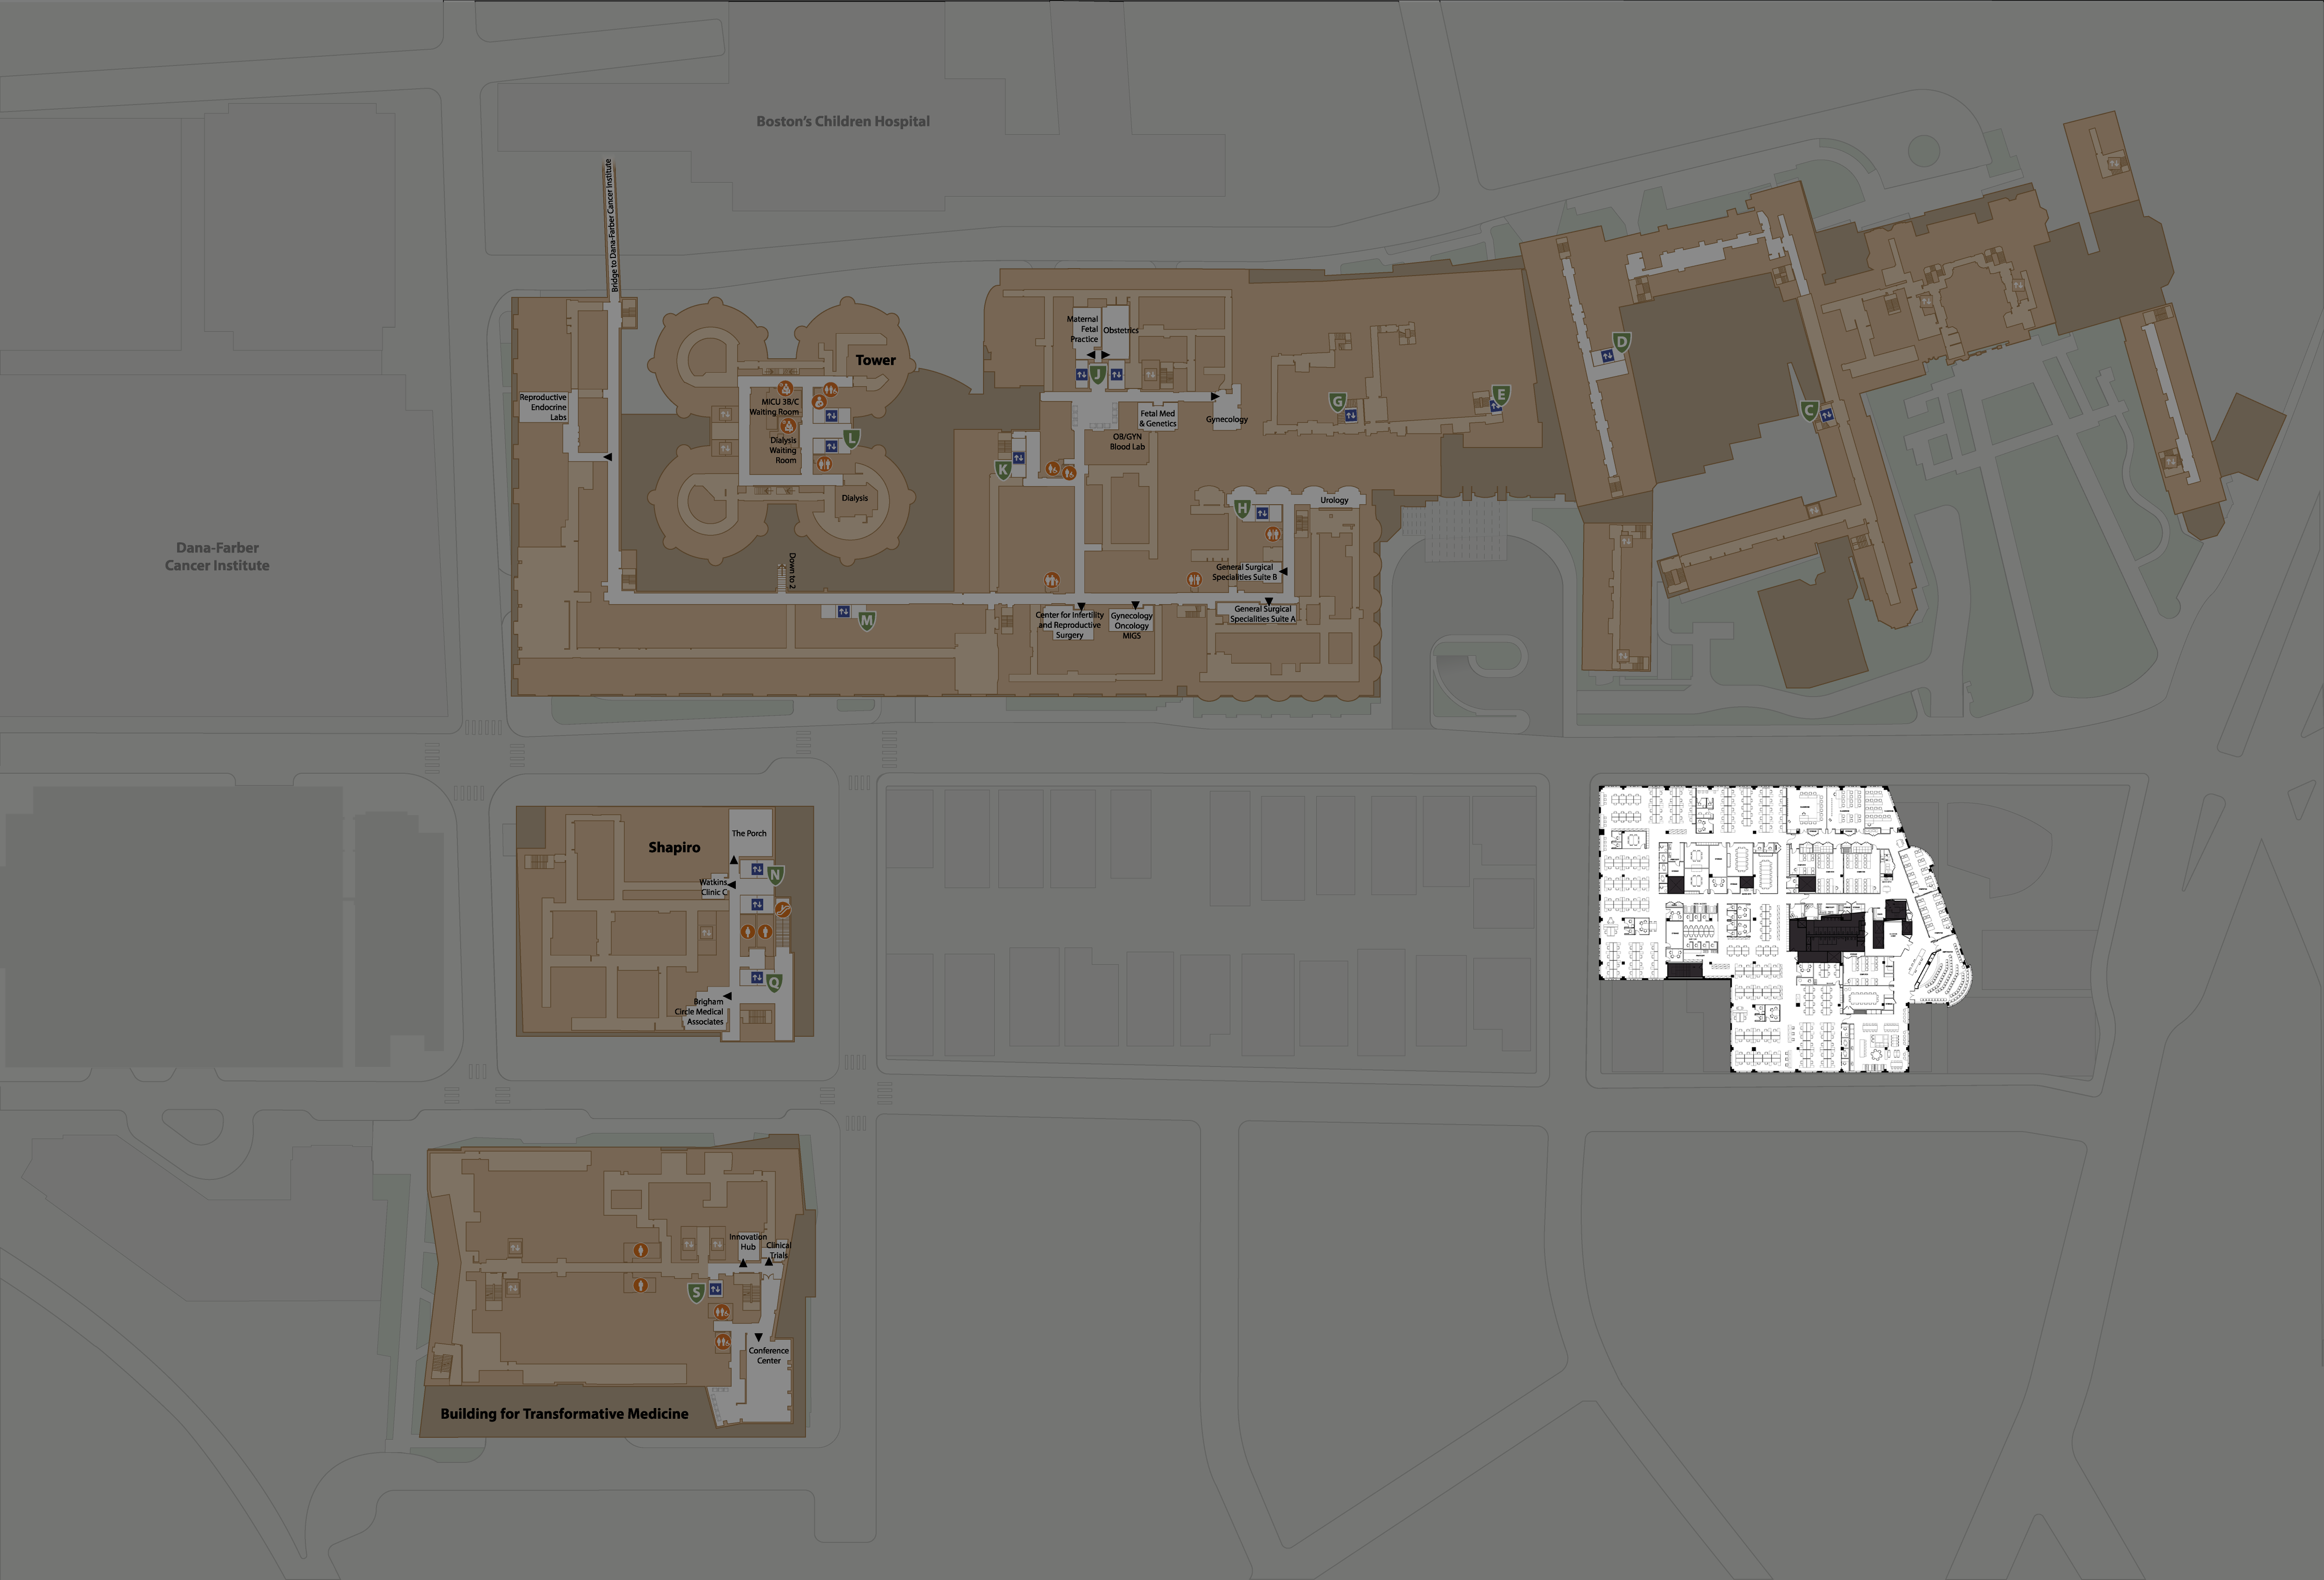 Boston's Children Hospital
Bridge to Dana-Farber Cancer Institute
Maternal
Fetal
Practice
Obstetrics
J
Tower
D
Reproductive
Endocrine
Labs
MICU 3B/C
Waiting Room
L
Dialysis
Waiting
Room
Fetal Med
& Genetics
Gynecology
G
E
C
OB/GYN
Blood Lab
K
Dialysis
H
Urology
Dana-Farber
Cancer Institute
Down to 2
General Surgical
Specialities Suite B
M
Center for Infertility
and Reproductive
Surgery
Gynecology
Oncology
MIGS
General Surgical
Specialities Suite A
The Porch
Shapiro
N
Watkins
Clinic C
Q
Brigham
Circle Medical
Associates
Innovation
Hub
Clinical
Trials
S
Conference
Center
Building for Transformative Medicine